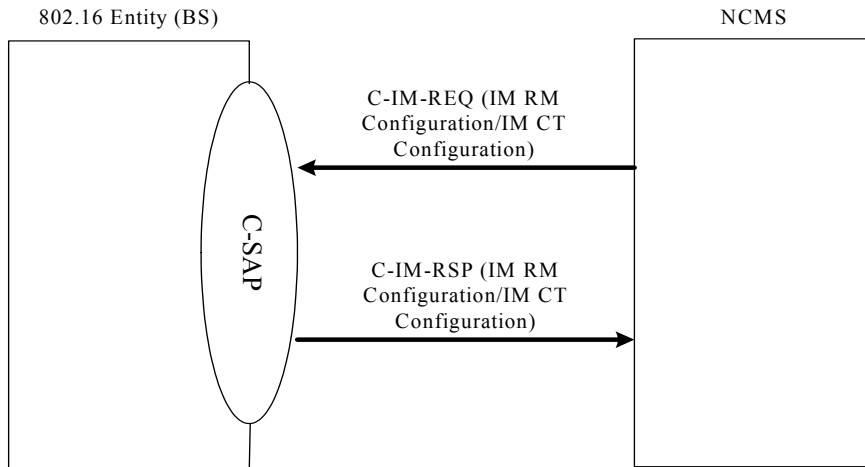 802.16 Entity (BS)
NCMS
C-IM-REQ (IM RM
Configuration/IM CT
Configuration)
C-SAP
C-IM-RSP (IM RM
Configuration/IM CT
Configuration)